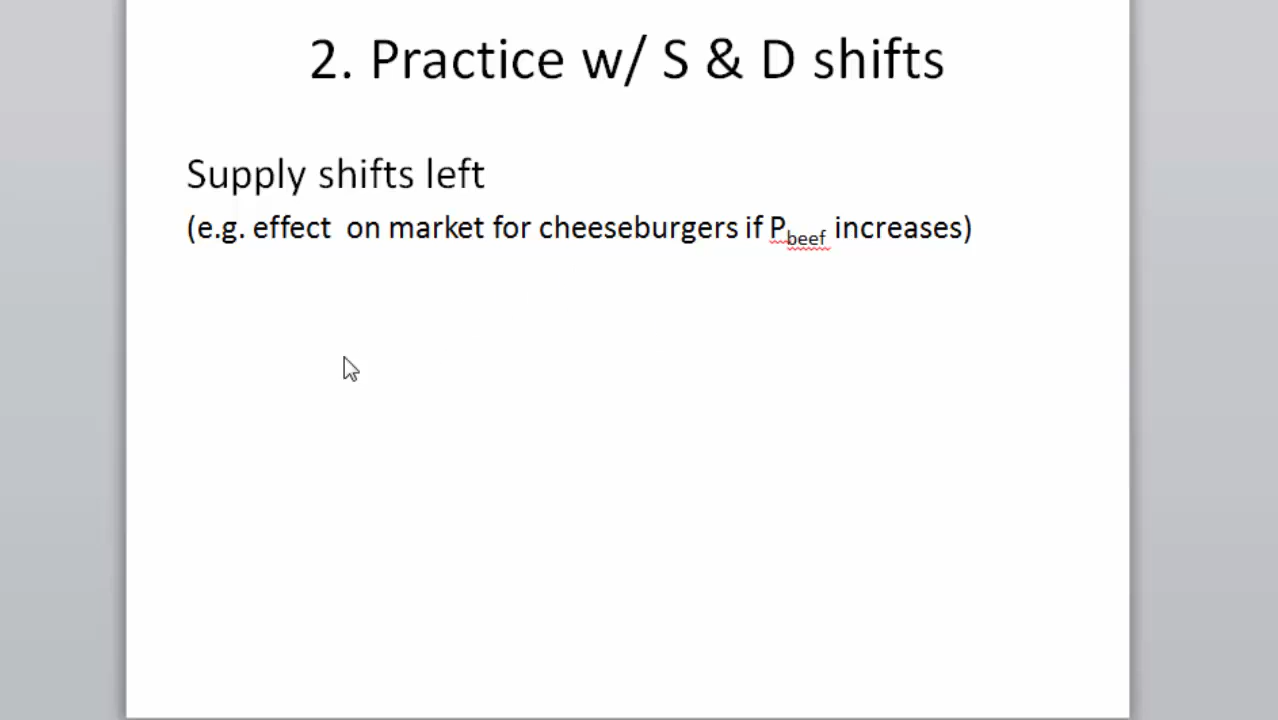 2. Practice w/ S & D shifts
Supply shifts left
(e.g. effect on market for cheeseburgers if Pbeef increases)